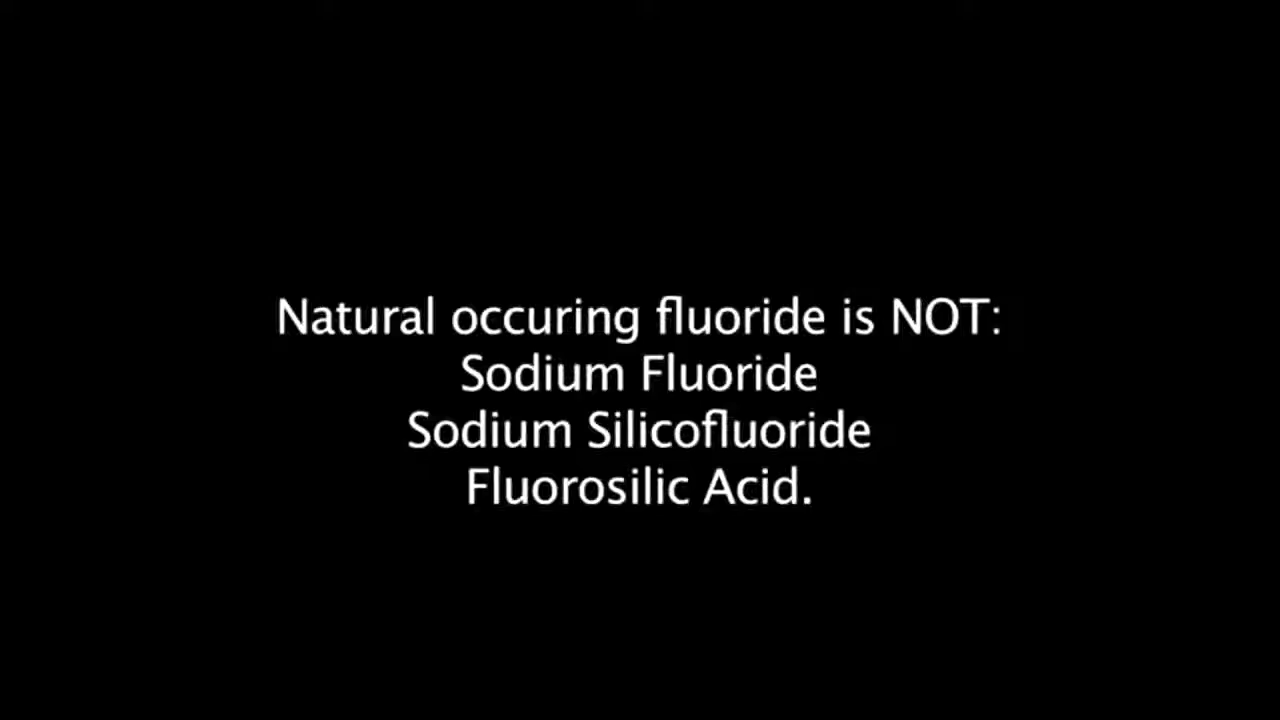 Natural occuring fluoride is NOT:
Sodium Fluoride
Sodium Silicofluoride
Fluorosilic Acid.